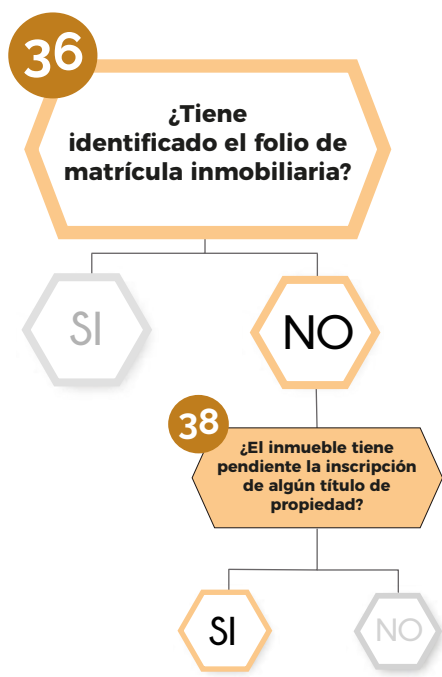 36
¿Tiene
identificado el folio de
matrícula inmobiliaria?
SI
NO
38
¿El inmueble tiene
pendiente la inscripción
de algún título de
propiedad?
SI
NO